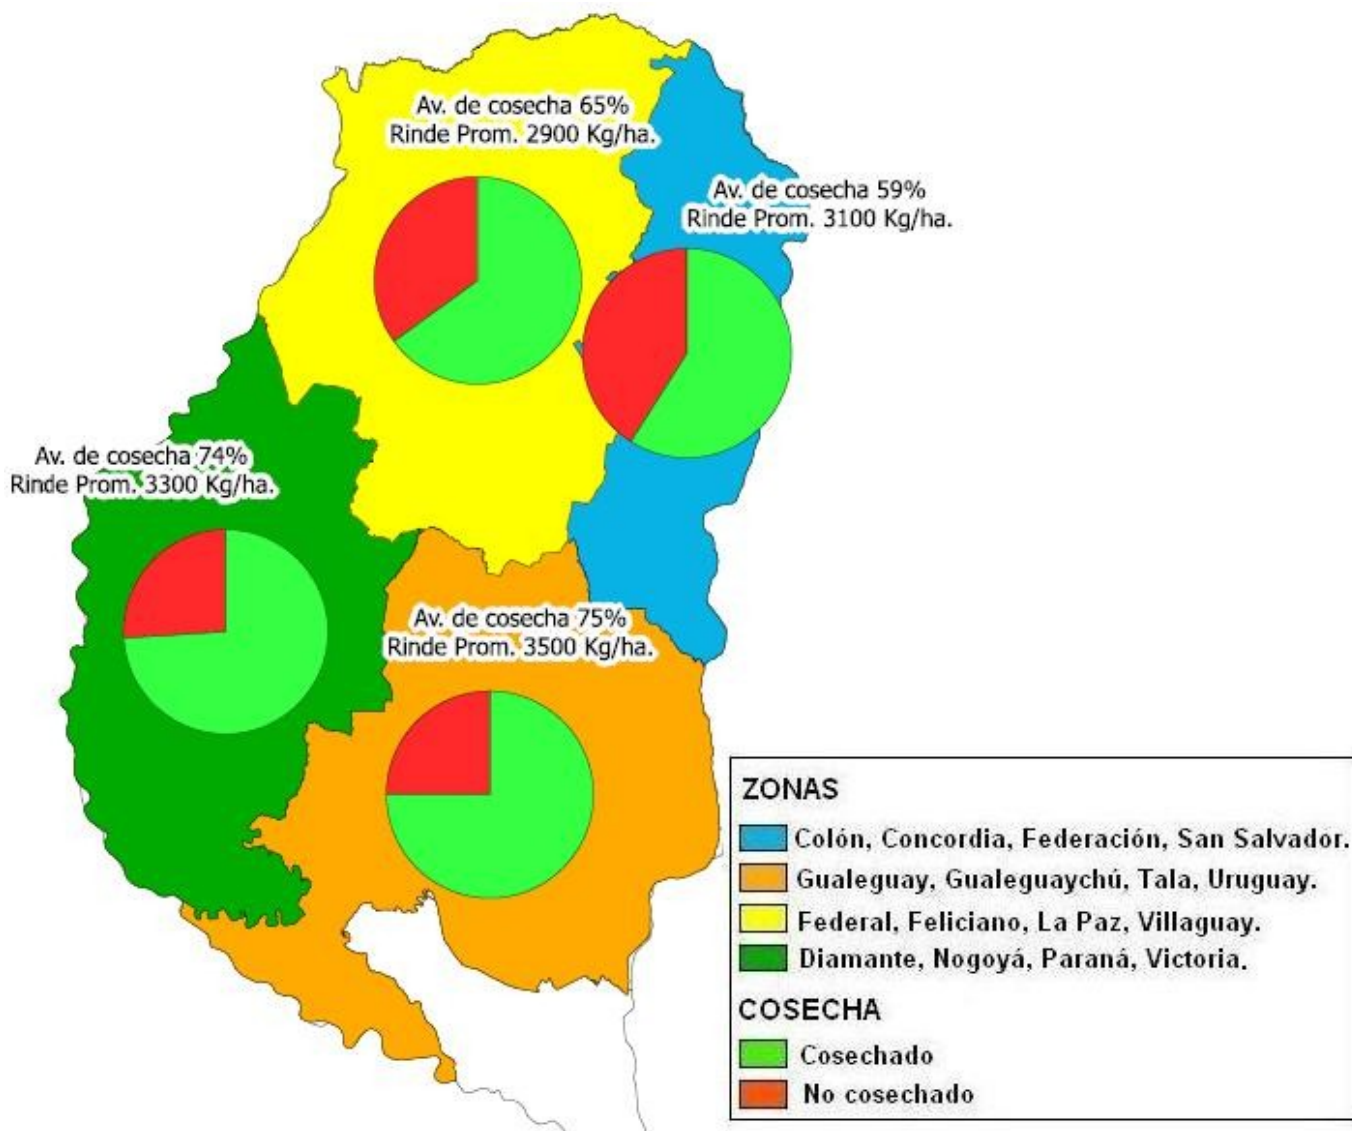 Av. de cosecha 65%
Rinde Prom. 2900 Kg/ha.
Av. de cosecha 59%
Rinde Prom. 3100 Kg/ha.
Av. de cosecha 74%
Rinde Prom. 3300 Kg/ha.
Av. de cosecha 75%
Rinde Prom. 3500 Kg/ha.
ZONAS
Colón, Concordia, Federación, San Salvador.
Gualeguay, Gualeguaychú, Tala, Uruguay.
Federal, Feliciano, La Paz, Villaguay.
Diamante, Nogoyá, Paraná, Victoria.
COSECHA
Cosechado
No cosechado